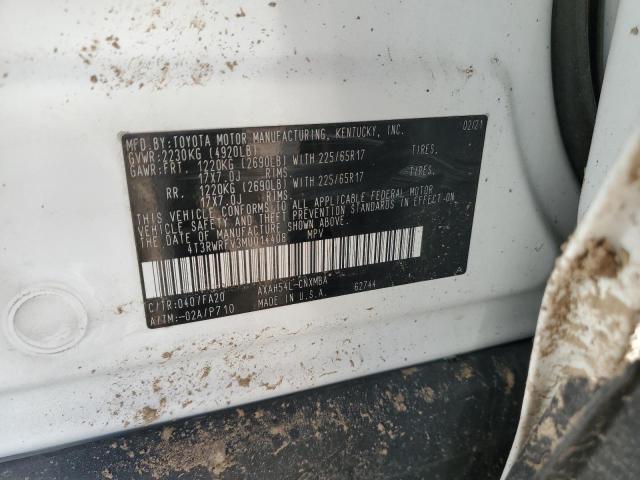 MFD.BY:TOYOTA MOTOR MANUFACTURING, KENTUCKY, INC. 02/21
GVWR:2230KG (4920LB)
GAWR:FRT. 1220KG (2690LB) WITH 225/65R17 TIRES,
17X7.0J RIMS.
RR. 1220KG (2690LB) WITH 225/65R17 TIRES,
17X7.0J RIMS.
THIS VEHICLE CONFORMS TO ALL APPLICABLE FEDERAL MOTOR
VEHICLE SAFETY AND THEFT PREVENTION STANDARDS IN EFFECT-ON
THE DATE OF MANUFACTURE SHOWN ABOVE.
4T3RWRFV3MU014408 MPV
C/TR:040/FA20 AXAH54L-CNXMBA 62744
A/TM:-02A/P710 MADE IN U.S.A. A